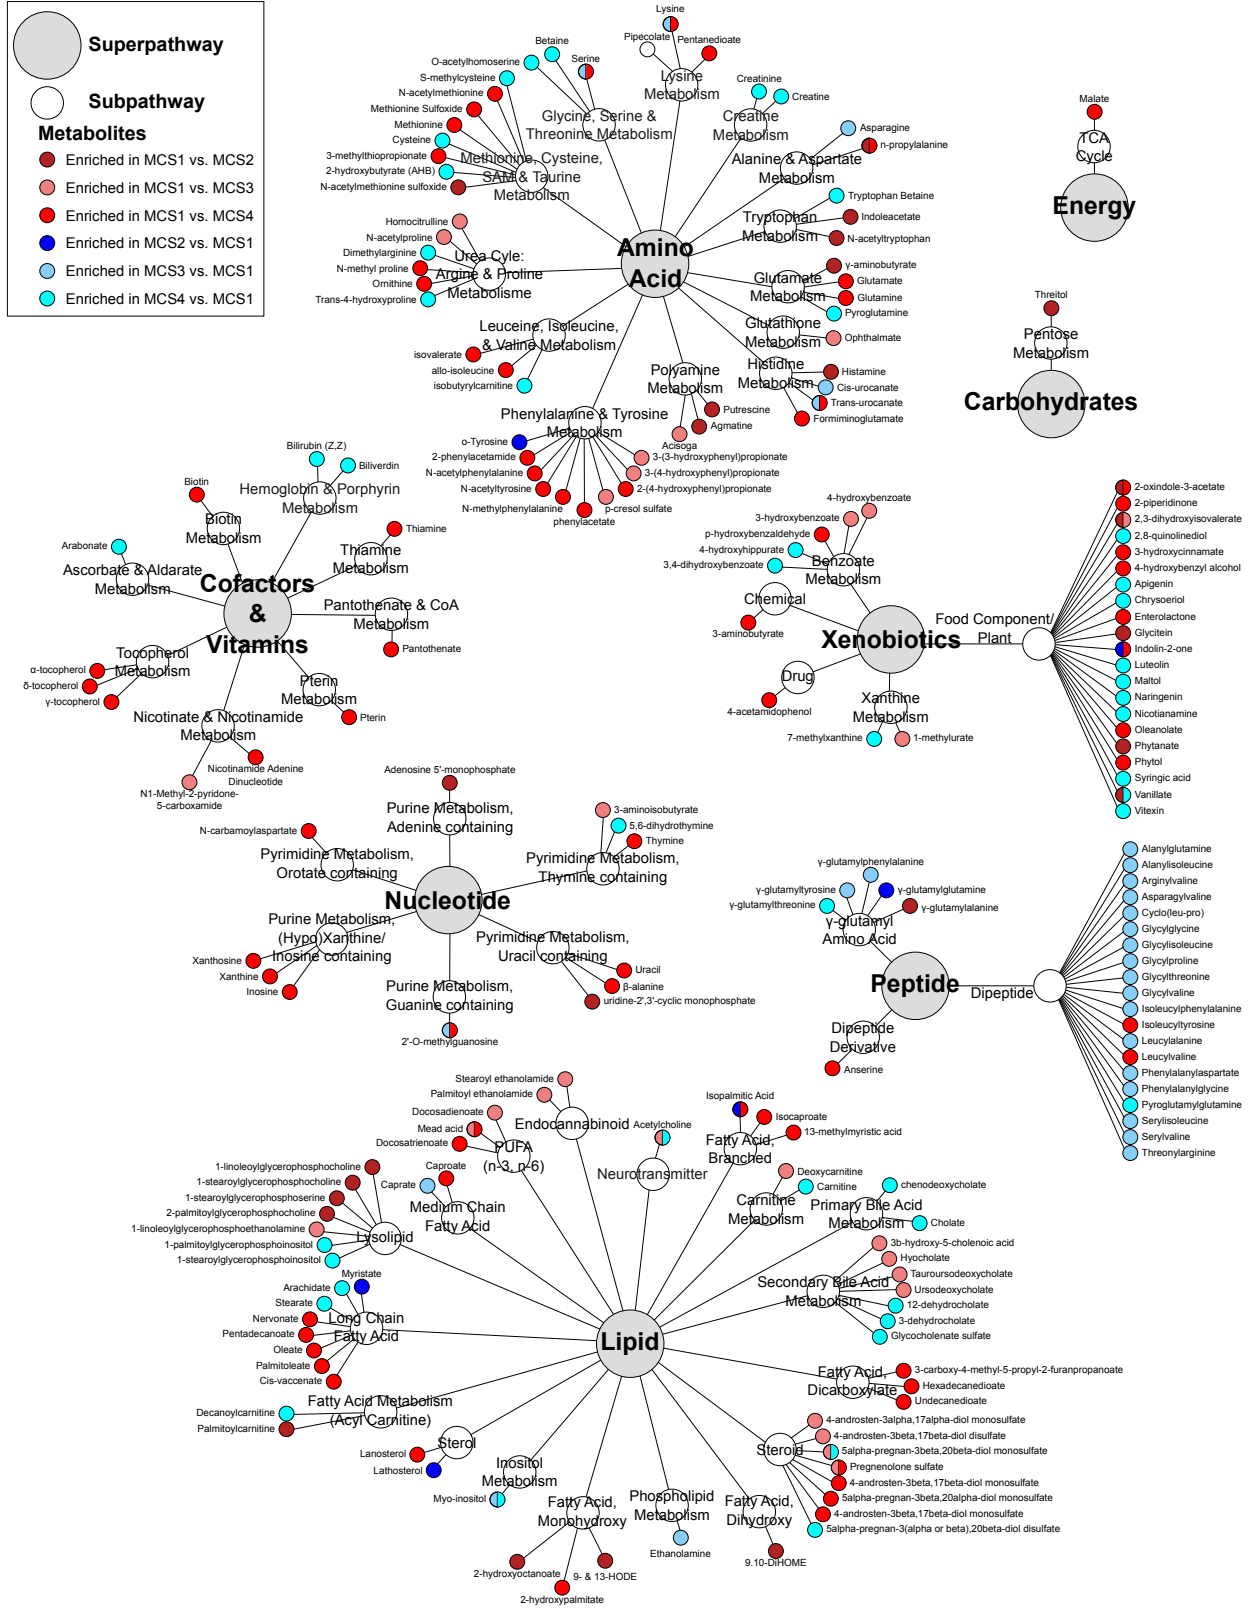 Superpathway
Subpathway
Metabolites
Enriched in MCS1 vs. MCS2
Enriched in MCS1 vs. MCS3
Enriched in MCS1 vs. MCS4
Enriched in MCS2 vs. MCS1
Enriched in MCS3 vs. MCS1
Enriched in MCS4 vs. MCS1
Amino
Acid
Lysine
Pipecolate
Pentanedioate
Lysine
Metabolism
Betaine
O-acetylhomoserine
Serine
Glycine, Serine &
Threonine Metabolism
Creatinine
Creatine
Creatine
Metabolism
Asparagine
n-propylalanine
Alanine & Aspartate
Metabolism
S-methylcysteine
N-acetylmethionine
Methionine Sulfoxide
Methionine
Cysteine
3-methylthiopropionate
2-hydroxybutyrate (AHB)
N-acetylmethionine sulfoxide
Methionine, Cysteine,
SAM & Taurine
Metabolism
Tryptophan Betaine
Indoleacetate
N-acetyltryptophan
Tryptophan
Metabolism
Homocitrulline
N-acetylproline
Dimethylarginine
N-methyl proline
Ornithine
Trans-4-hydroxyproline
Urea Cyle:
Argine & Proline
Metabolisme
γ-aminobutyrate
Glutamate
Glutamine
Pyroglutamine
Glutamate
Metabolism
Glutathione
Metabolism
Ophthalmate
Leuceine, Isoleucine,
& Valine Metabolism
isovalerate
allo-isoleucine
isobutyrylcarnitine
Polyamine
Metabolism
Putrescine
Agmatine
Acisoga
Histidine
Metabolism
Histamine
Cis-urocanate
Trans-urocanate
Formiminoglutamate
Phenylalanine & Tyrosine
Metabolism
o-Tyrosine
2-phenylacetamide
N-acetylphenylalanine
N-acetyltyrosine
N-methylphenylalanine
phenylacetate
p-cresol sulfate
2-(4-hydroxyphenyl)propionate
3-(4-hydroxyphenyl)propionate
3-(3-hydroxyphenyl)propionate
Malate
TCA
Cycle
Energy
Threitol
Pentose
Metabolism
Carbohydrates
Cofactors
&
Vitamins
Bilirubin (Z,Z)
Biliverdin
Hemoglobin & Porphyrin
Metabolism
Biotin
Biotin
Metabolism
Thiamine
Thiamine
Metabolism
Arabonate
Ascorbate & Aldarate
Metabolism
Pantothenate & CoA
Metabolism
Pantothenate
Tocopherol
Metabolism
α-tocopherol
δ-tocopherol
γ-tocopherol
Pterin
Metabolism
Pterin
Nicotinate & Nicotinamide
Metabolism
Nicotinamide Adenine
Dinucleotide
N1-Methyl-2-pyridone-
5-carboxamide
Xenobiotics
4-hydroxybenzoate
3-hydroxybenzoate
p-hydroxybenzaldehyde
4-hydroxyhippurate
3,4-dihydroxybenzoate
Benzoate
Metabolism
Chemical
3-aminobutyrate
Drug
4-acetamidophenol
Xanthine
Metabolism
7-methylxanthine
1-methylurate
Food Component/
Plant
2-oxindole-3-acetate
2-piperidinone
2,3-dihydroxyisovalerate
2,8-quinolinediol
3-hydroxycinnamate
4-hydroxybenzyl alcohol
Apigenin
Chrysoeriol
Enterolactone
Glycitein
Indolin-2-one
Luteolin
Maltol
Naringenin
Nicotianamine
Oleanolate
Phytanate
Phytol
Syringic acid
Vanillate
Vitexin
Nucleotide
Adenosine 5'-monophosphate
Purine Metabolism,
Adenine containing
N-carbamoylaspartate
Pyrimidine Metabolism,
Orotate containing
3-aminoisobutyrate
5,6-dihydrothymine
Thymine
Pyrimidine Metabolism,
Thymine containing
Purine Metabolism,
(Hypo)Xanthine/
Inosine containing
Xanthosine
Xanthine
Inosine
Purine Metabolism,
Guanine containing
2'-O-methylguanosine
Pyrimidine Metabolism,
Uracil containing
Uracil
β-alanine
uridine-2',3'-cyclic monophosphate
Peptide
γ-glutamylphenylalanine
γ-glutamyltyrosine
γ-glutamylglutamine
γ-glutamylthreonine
γ-glutamylalanine
γ-glutamyl
Amino Acid
Dipeptide
Derivative
Anserine
Dipeptide
Alanylglutamine
Alanylisoleucine
Arginylvaline
Asparagylvaline
Cyclo(leu-pro)
Glycylglycine
Glycylisoleucine
Glycylproline
Glycylthreonine
Glycylvaline
Isoleucylphenylalanine
Isoleucyltyrosine
Leucylalanine
Leucylvaline
Phenylalanylaspartate
Phenylalanylglycine
Pyroglutamylglutamine
Serylisoleucine
Serylvaline
Threonylarginine
Lipid
Stearoyl ethanolamide
Palmitoyl ethanolamide
Endocannabinoid
Docosadienoate
Mead acid
Docosatrienoate
PUFA
(n-3, n-6)
Acetylcholine
Neurotransmitter
Isopalmitic Acid
Isocaproate
13-methylmyristic acid
Fatty Acid,
Branched
Caproate
Caprate
Medium Chain
Fatty Acid
Deoxycarnitine
Carnitine
Carnitine
Metabolism
chenodeoxycholate
Cholate
Primary Bile Acid
Metabolism
1-linoleoylglycerophosphocholine
1-stearoylglycerophosphocholine
1-stearoylglycerophosphoserine
2-palmitoylglycerophosphocholine
1-linoleoylglycerophosphoethanolamine
1-palmitoylglycerophosphoinositol
1-stearoylglycerophosphoinositol
Lysolipid
3b-hydroxy-5-cholenoic acid
Hyocholate
Tauroursodeoxycholate
Ursodeoxycholate
12-dehydrocholate
3-dehydrocholate
Glycocholenate sulfate
Secondary Bile Acid
Metabolism
Myristate
Arachidate
Stearate
Nervonate
Pentadecanoate
Oleate
Palmitoleate
Cis-vaccenate
Long Chain
Fatty Acid
Fatty Acid,
Dicarboxylate
3-carboxy-4-methyl-5-propyl-2-furanpropanoate
Hexadecanedioate
Undecanedioate
Fatty Acid Metabolism
(Acyl Carnitine)
Decanoylcarnitine
Palmitoylcarnitine
Sterol
Lanosterol
Lathosterol
Steroid
4-androsten-3alpha,17alpha-diol monosulfate
4-androsten-3beta,17beta-diol disulfate
5alpha-pregnan-3beta,20beta-diol monosulfate
Pregnenolone sulfate
4-androsten-3beta,17beta-diol monosulfate
5alpha-pregnan-3beta,20alpha-diol monosulfate
4-androsten-3beta,17beta-diol monosulfate
5alpha-pregnan-3(alpha or beta),20beta-diol disulfate
Inositol
Metabolism
Myo-inositol
Fatty Acid,
Monohydroxy
2-hydroxyoctanoate
2-hydroxypalmitate
9- & 13-HODE
Phospholipid
Metabolism
Ethanolamine
Fatty Acid,
Dihydroxy
9.10-DiHOME